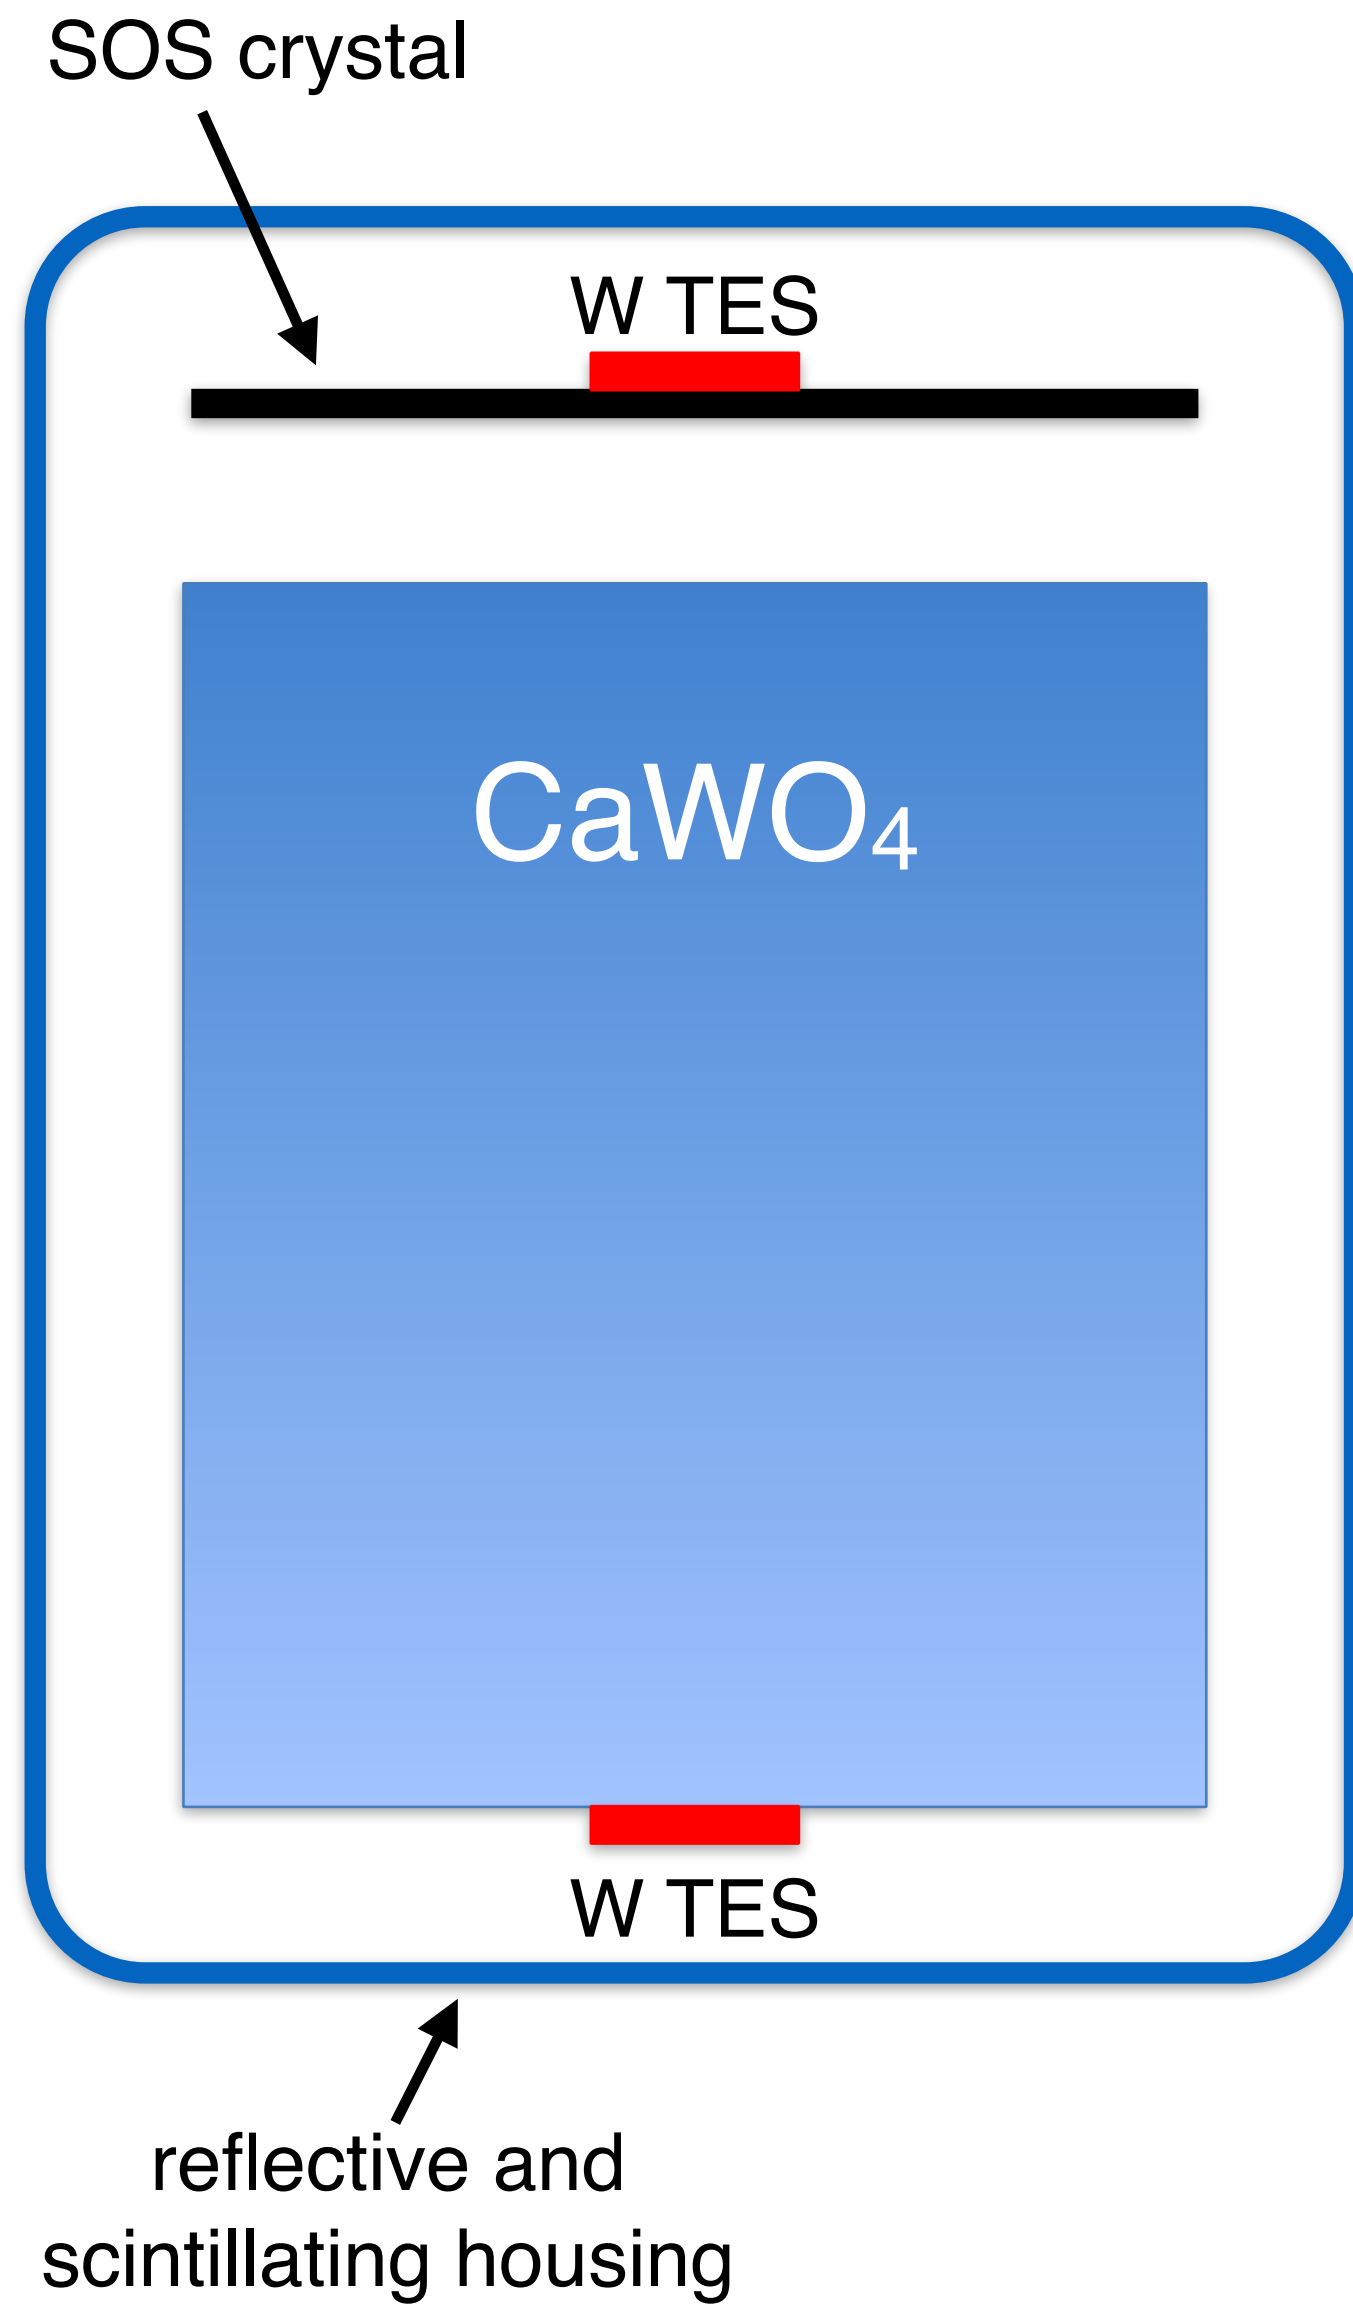 SOS crystal
W TES
CaWO₄
W TES
reflective and
scintillating housing